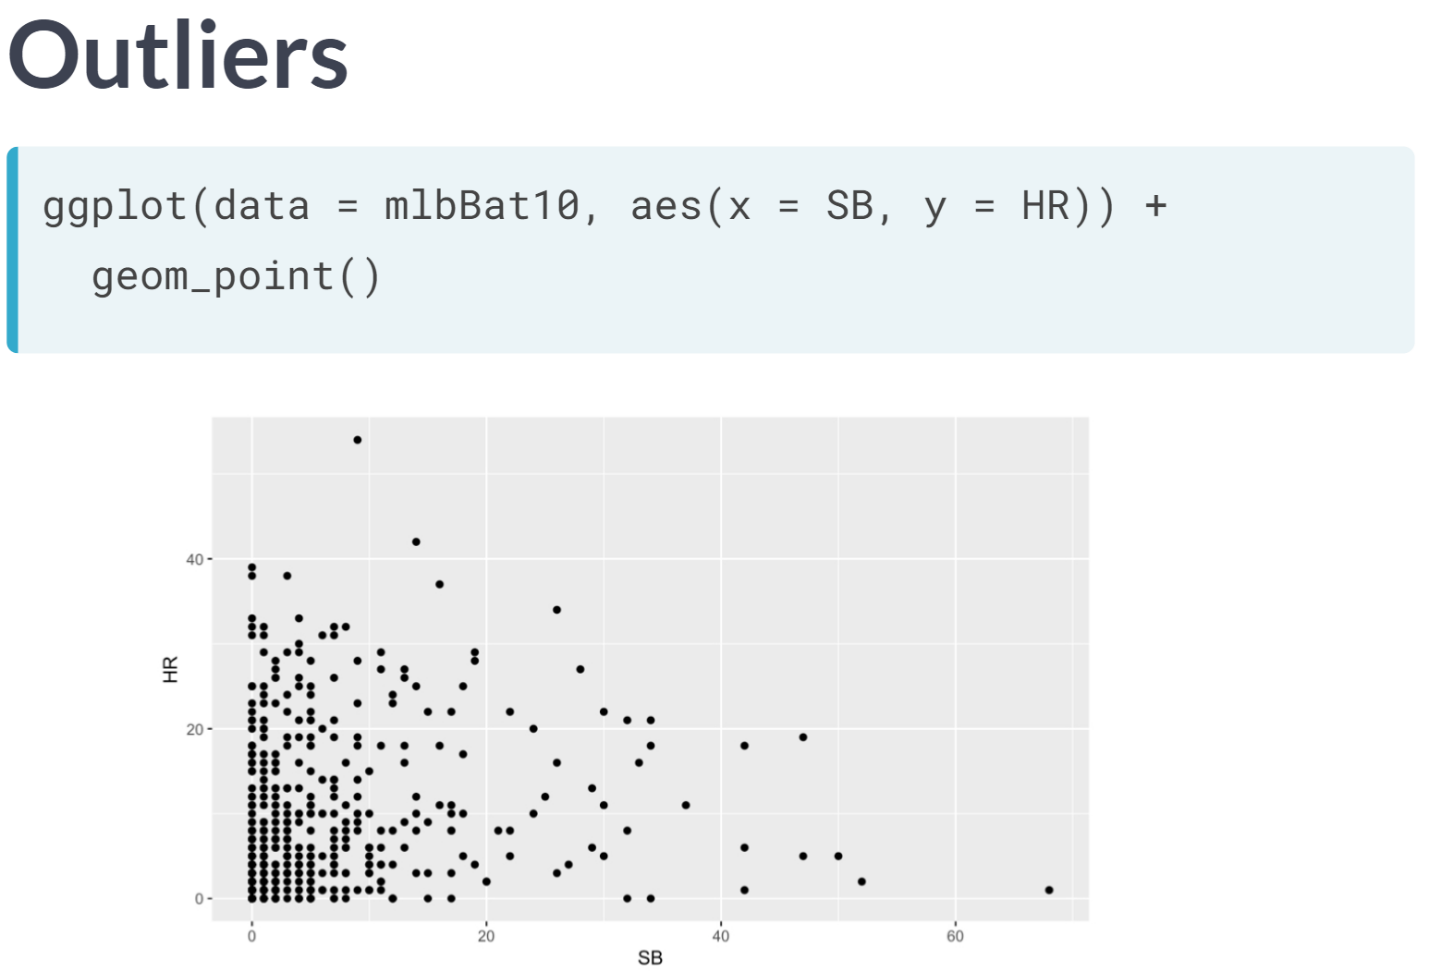 Outliers
ggplot(data = mlbBat10, aes(x = SB, y = HR)) +
geom_point()
40
20
0
HR
0 20 40 60
SB